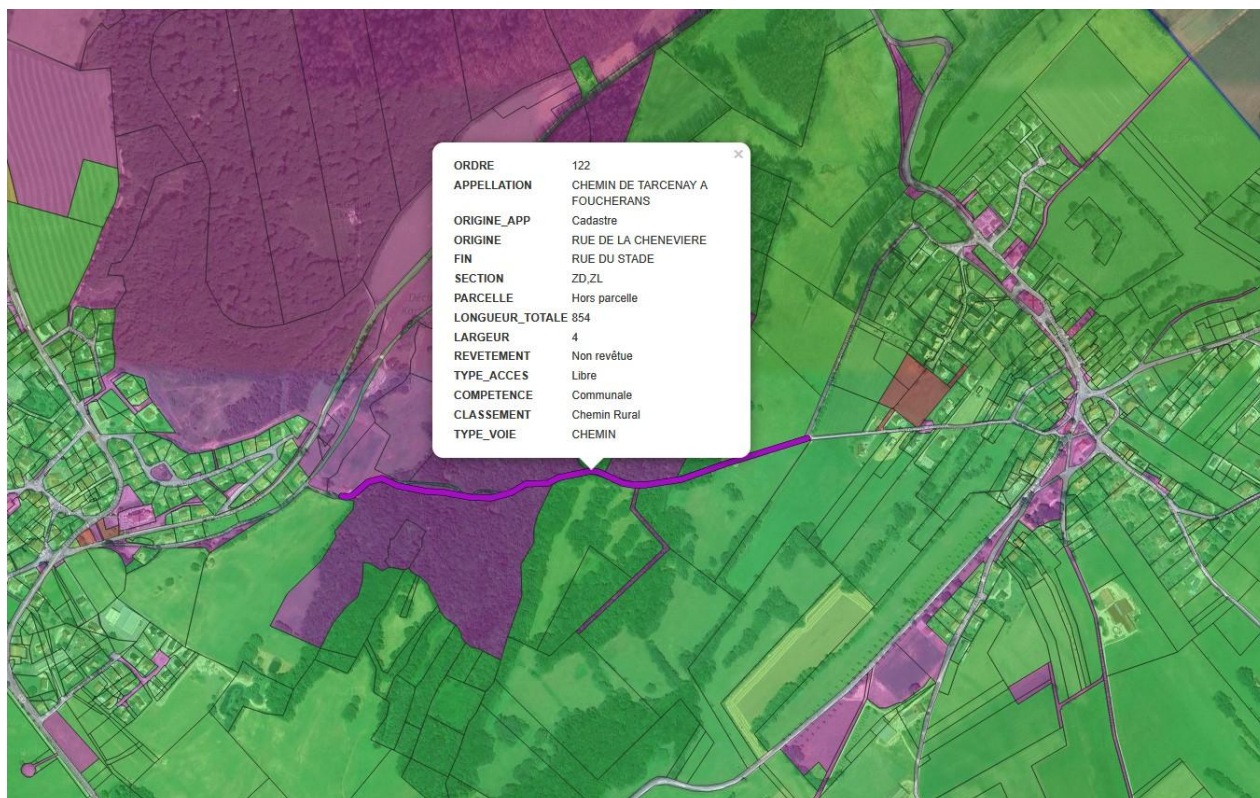 ×
ORDRE 122
APPELLATION CHEMIN DE TARCENAY A
FOUCHERANS
ORIGINE_APP Cadastre
ORIGINE RUE DE LA CHENEVIERE
FIN RUE DU STADE
SECTION ZD,ZL
PARCELLE Hors parcelle
LONGUEUR_TOTALE 854
LARGEUR 4
REVETEMENT Non revêtue
TYPE_ACCES Libre
COMPETENCE Communale
CLASSEMENT Chemin Rural
TYPE_VOIE CHEMIN